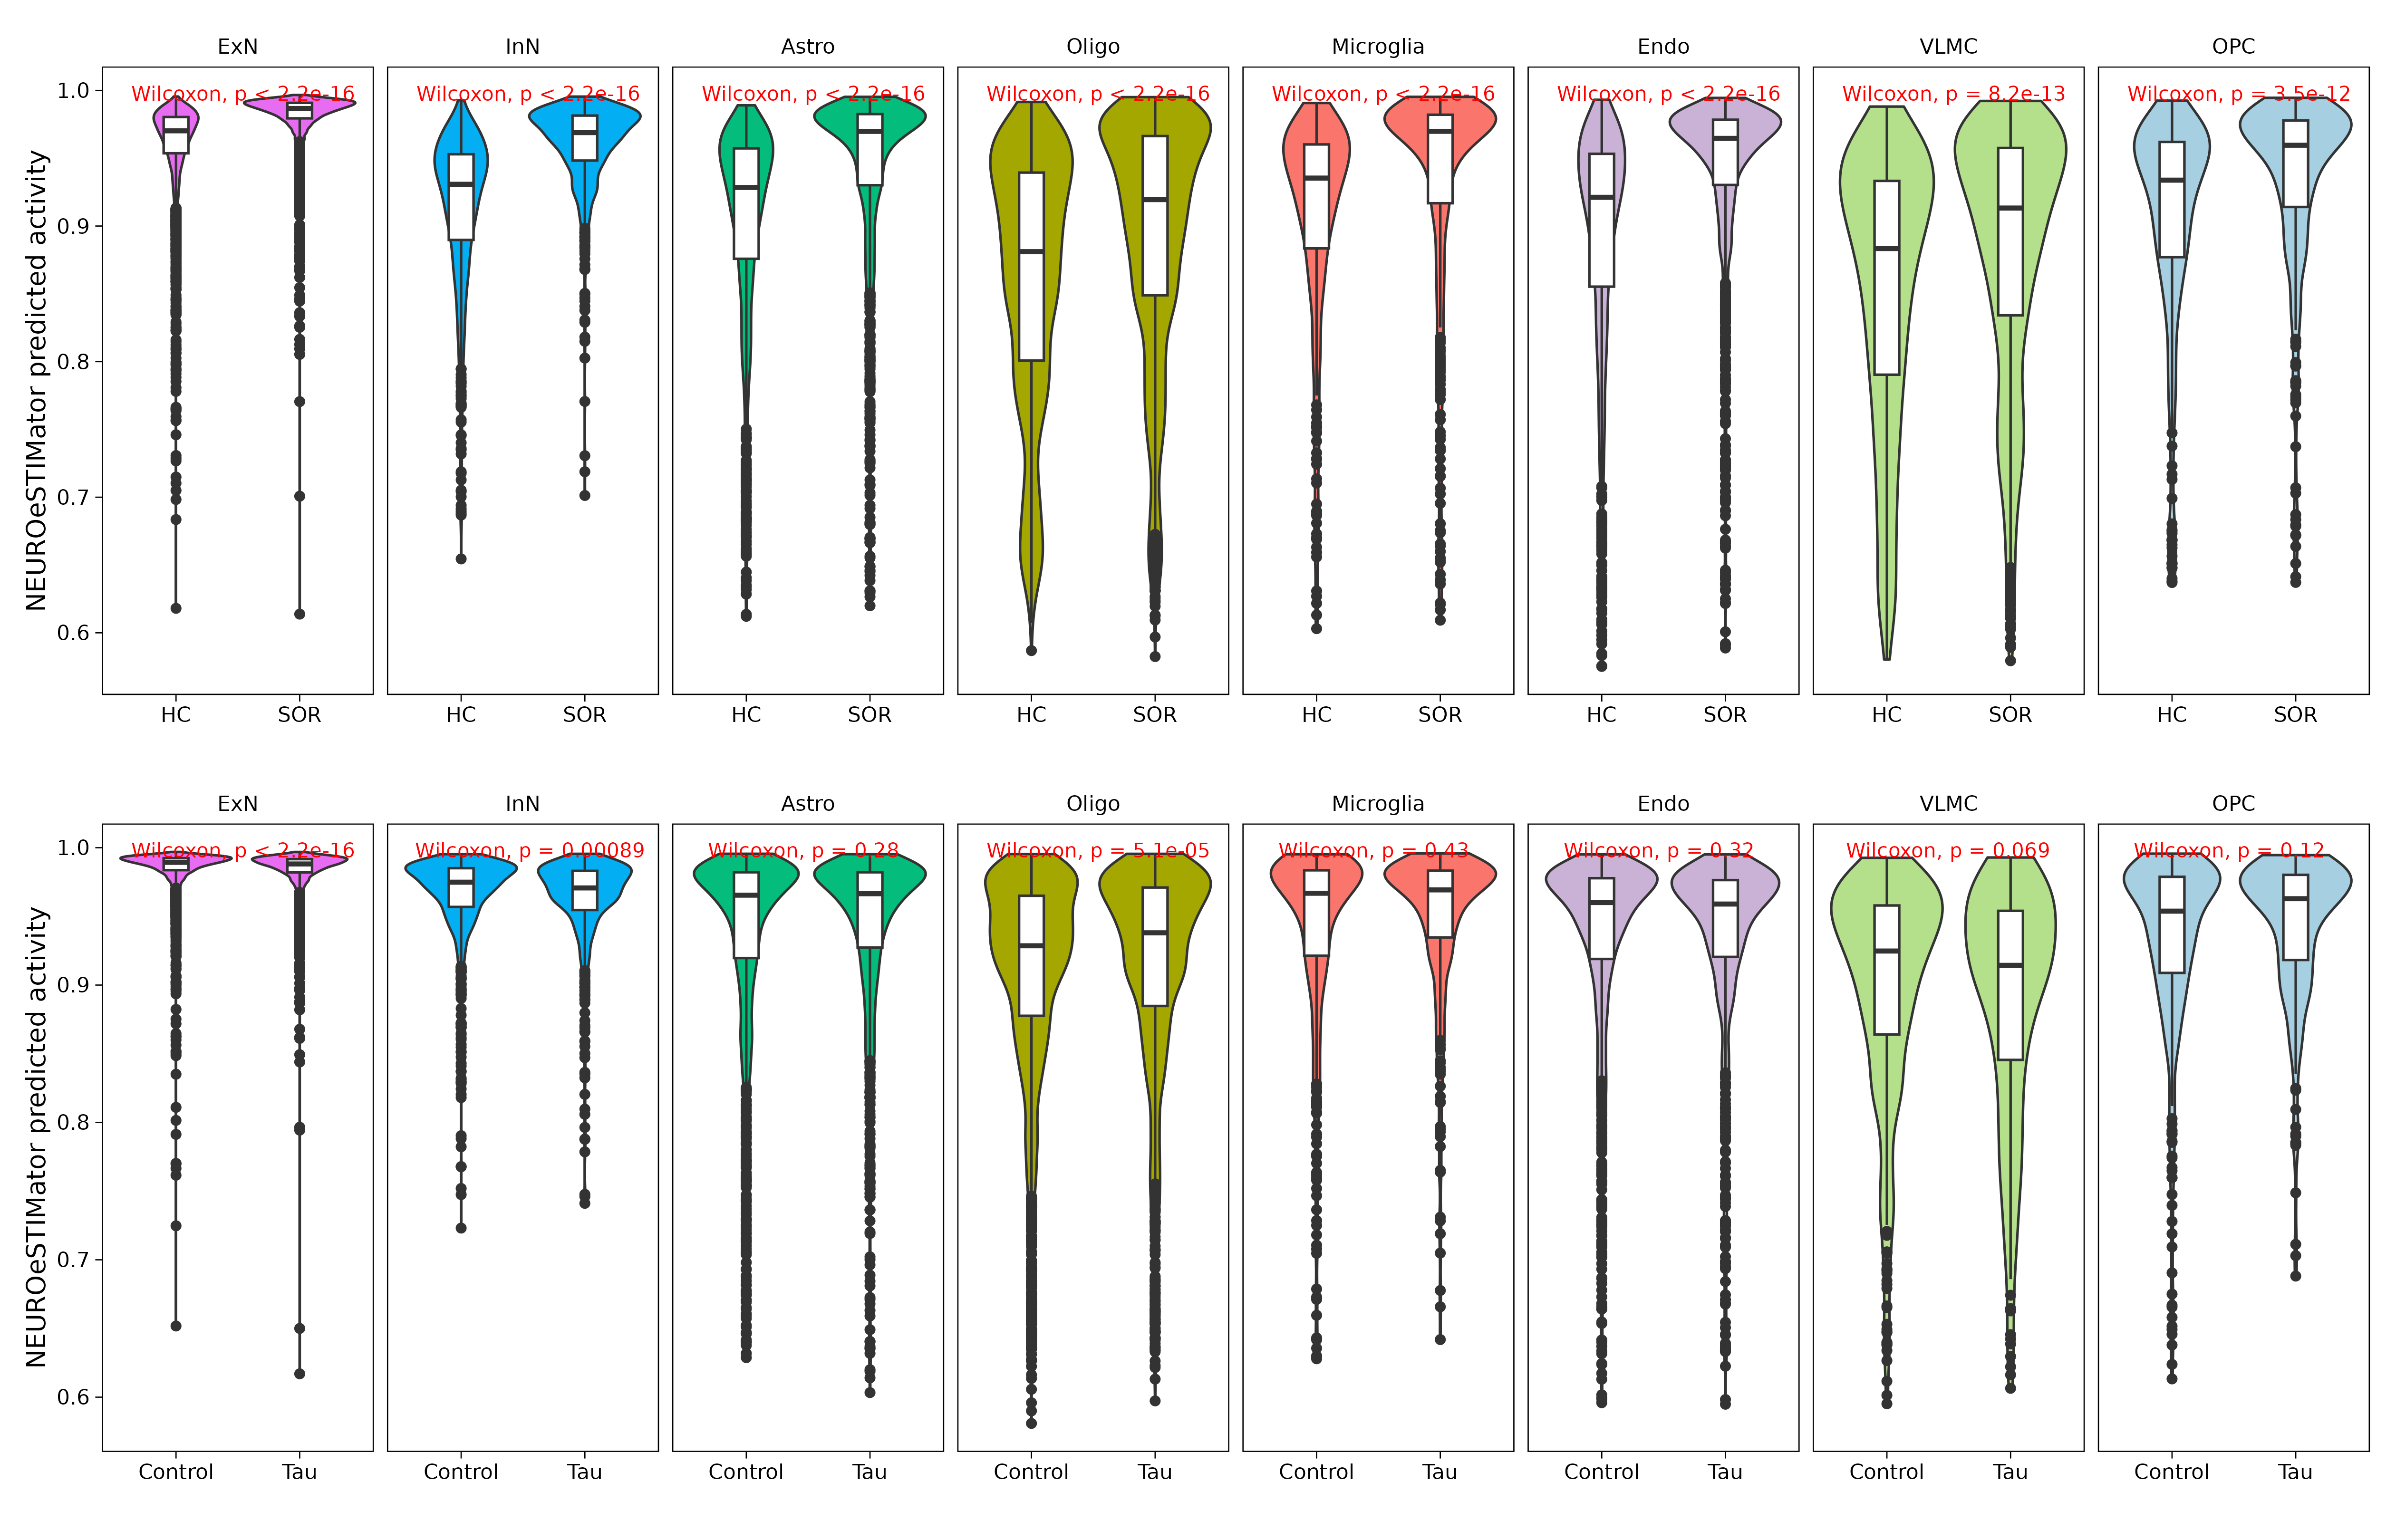 ExN InN Astro Oligo Microglia Endo VLMC OPC
NEUROeSTIMator predicted activity
1.0
0.9
0.8
0.7
0.6
Wilcoxon, p < 2.2e-16
Wilcoxon, p < 2.2e-16
Wilcoxon, p < 2.2e-16
Wilcoxon, p < 2.2e-16
Wilcoxon, p < 2.2e-16
Wilcoxon, p < 2.2e-16
Wilcoxon, p = 8.2e-13
Wilcoxon, p = 3.5e-12
HC SOR HC SOR HC SOR HC SOR HC SOR HC SOR HC SOR HC SOR
ExN InN Astro Oligo Microglia Endo VLMC OPC
NEUROeSTIMator predicted activity
1.0
0.9
0.8
0.7
0.6
Wilcoxon, p < 2.2e-16
Wilcoxon, p = 0.00089
Wilcoxon, p = 0.28
Wilcoxon, p = 5.1e-05
Wilcoxon, p = 0.43
Wilcoxon, p = 0.32
Wilcoxon, p = 0.069
Wilcoxon, p = 0.12
Control Tau Control Tau Control Tau Control Tau Control Tau Control Tau Control Tau Control Tau